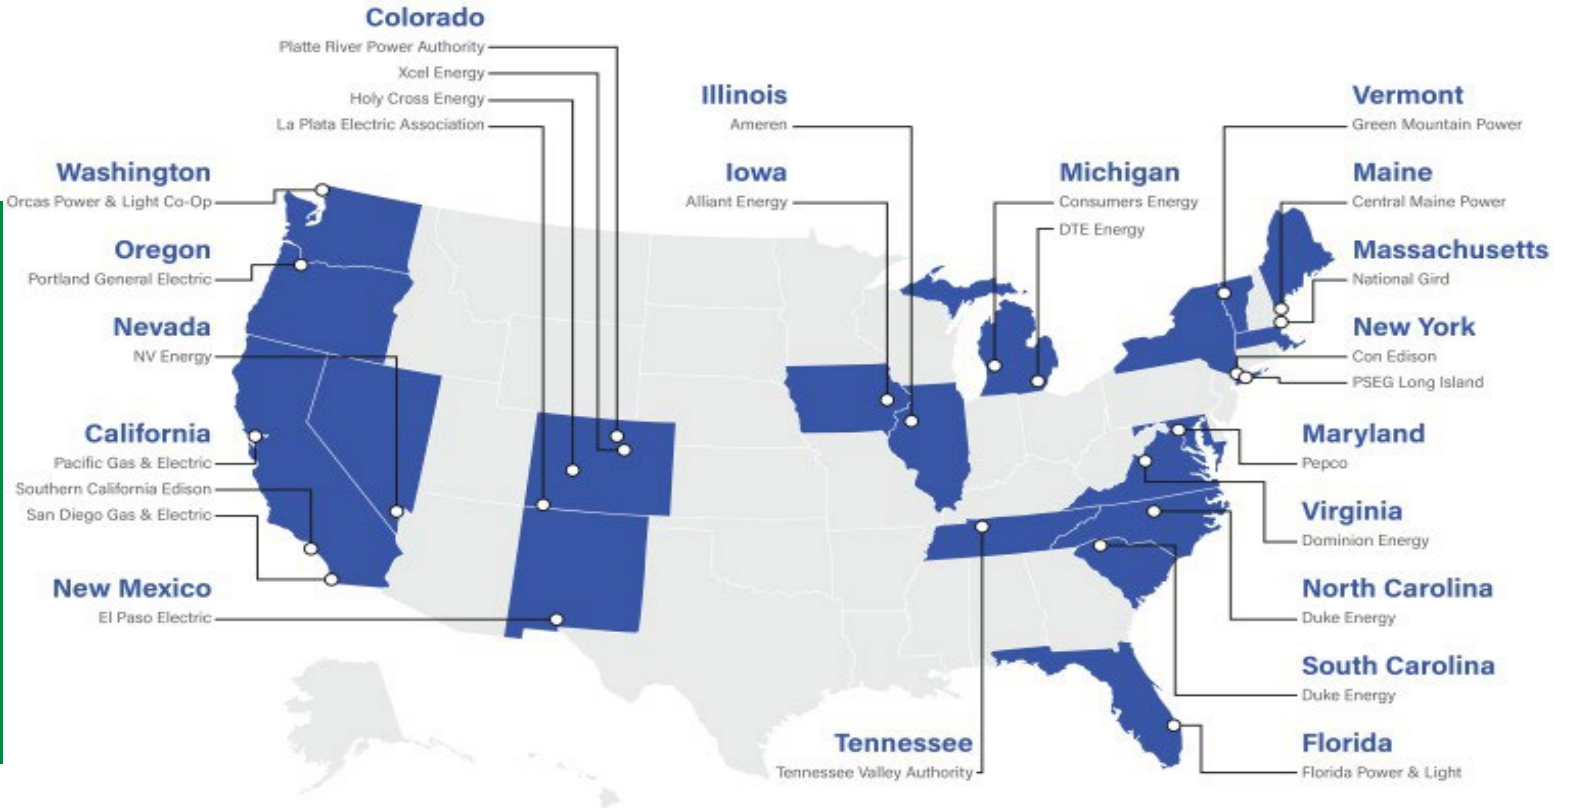 Colorado
Platte River Power Authority
Xcel Energy
Holy Cross Energy
La Plata Electric Association
Washington
Orcas Power & Light Co-Op
Oregon
Portland General Electric
Nevada
NV Energy
California
Pacific Gas & Electric
Southern California Edison
San Diego Gas & Electric
New Mexico
El Paso Electric
Illinois
Ameren
Iowa
Alliant Energy
Michigan
Consumers Energy
DTE Energy
Tennessee
Tennessee Valley Authority
Vermont
Green Mountain Power
Maine
Central Maine Power
Massachusetts
National Gird
New York
Con Edison
PSEG Long Island
Maryland
Pepco
Virginia
Dominion Energy
North Carolina
Duke Energy
South Carolina
Duke Energy
Florida
Florida Power & Light